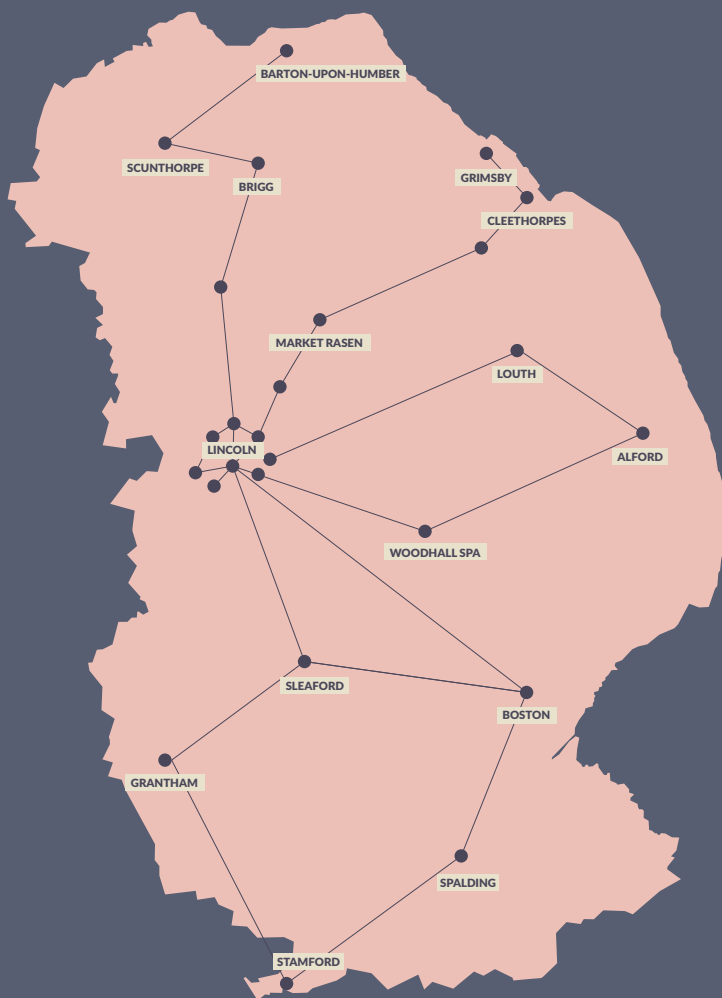 BARTON-UPON-HUMBER
SCUNTHORPE
GRIMSBY
BRIGG
CLEETHORPES
MARKET RASEN
LOUTH
LINCOLN
ALFORD
WOODHALL SPA
SLEAFORD
BOSTON
GRANTHAM
SPALDING
STAMFORD